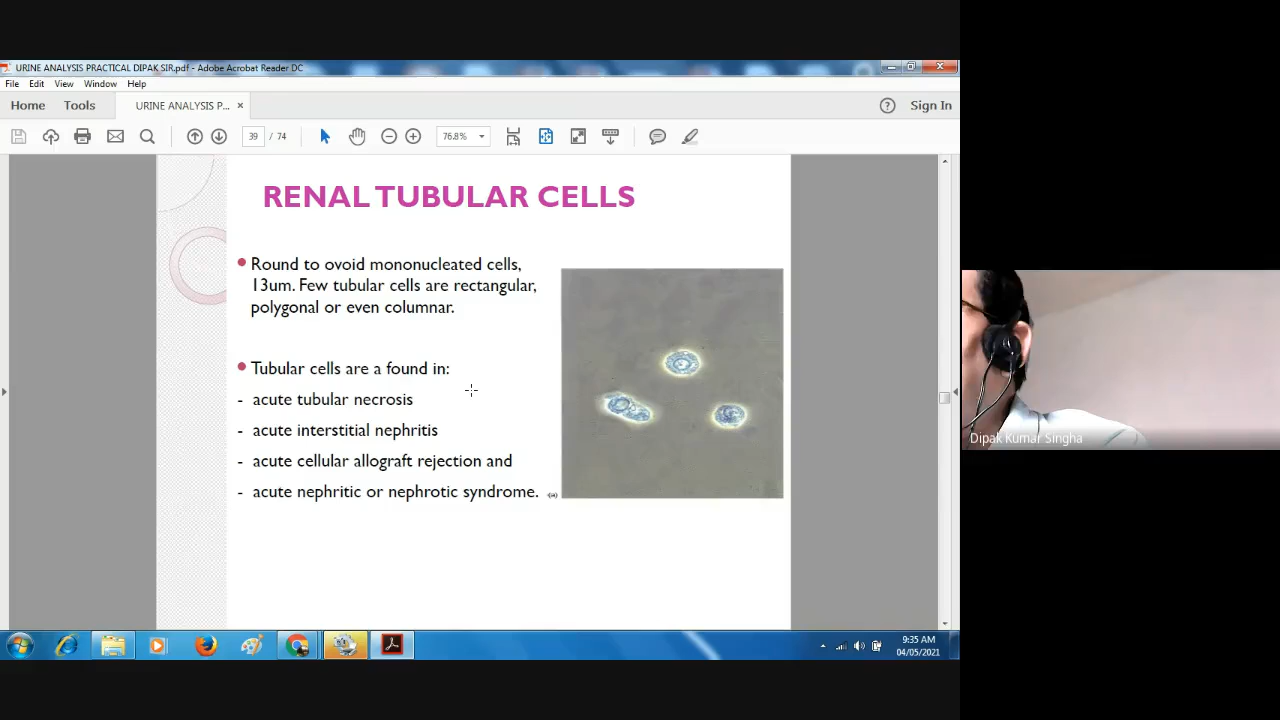 URINE ANALYSIS PRACTICAL DIPAK SIR.pdf - Adobe Acrobat Reader DC
File Edit View Window Help
Home Tools URINE ANALYSIS P... × ? Sign In
39 / 74 76.8%
RENAL TUBULAR CELLS
Round to ovoid mononucleated cells,
13um. Few tubular cells are rectangular,
polygonal or even columnar.
Tubular cells are a found in:
- acute tubular necrosis
- acute interstitial nephritis
- acute cellular allograft rejection and
- acute nephritic or nephrotic syndrome.
Dipak Kumar Singha
9:35 AM
04/05/2021